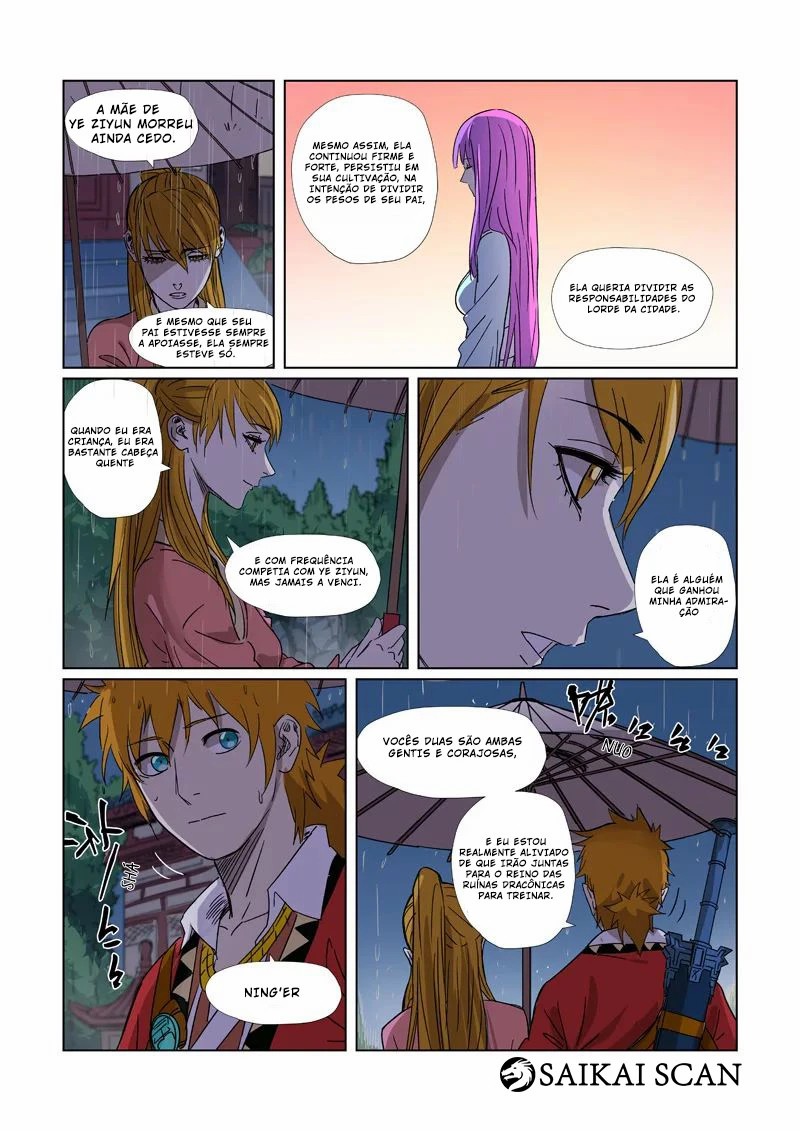 A MÃE DE
YE ZIYUN MORREU
AINDA CEDO.
E MESMO QUE SEU
PAI ESTIVESSE SEMPRE
A APOIASSE, ELA SEMPRE
ESTEVE SÓ.
MESMO ASSIM, ELA
CONTINUOU FIRME E
FORTE, PERSISTIU EM
SUA CULTIVAÇÃO, NA
INTENÇÃO DE DIVIDIR
OS PESOS DE SEU PAI,
ELA QUERIA DIVIDIR AS
RESPONSABILIDADES DO
LORDE DA CIDADE.
QUANDO EU ERA
CRIANÇA, EU ERA
BASTANTE CABEÇA
QUENTE
E COM FREQUÊNCIA
COMPETIA COM YE ZIYUN,
MAS JAMAIS A VENCI.
ELA É ALGUÉM
QUE GANHOU
MINHA ADMIRA-
ÇÃO
SHÁ
NING'ER
VOCÊS DUAS SÃO AMBAS
GENTIS E CORAJOSAS,
NUO
E EU ESTOU
REALMENTE ALIVIADO
DE QUE IRÃO JUNTAS
PARA O REINO DAS
RUÍNAS DRACÔNICAS
PARA TREINAR.
SAIKAI SCAN